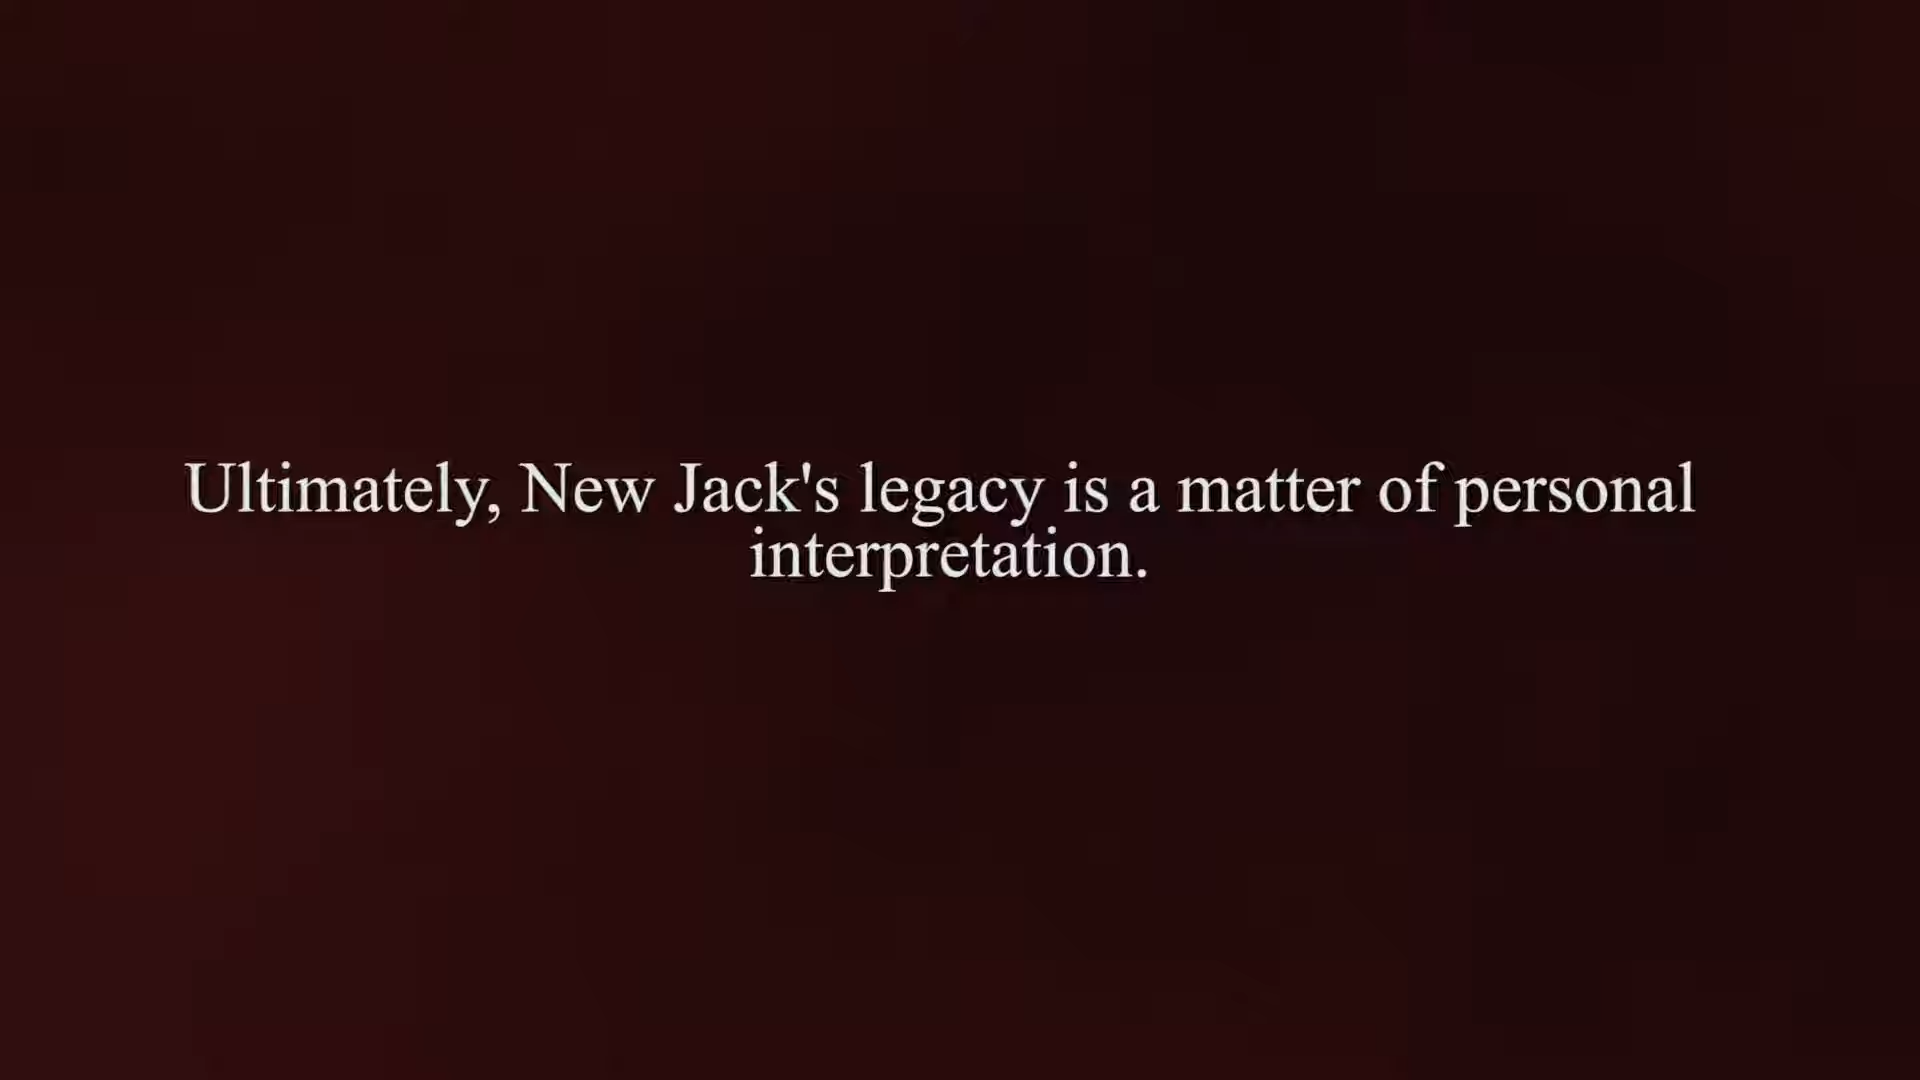 Ultimately, New Jack's legacy is a matter of personal
interpretation.